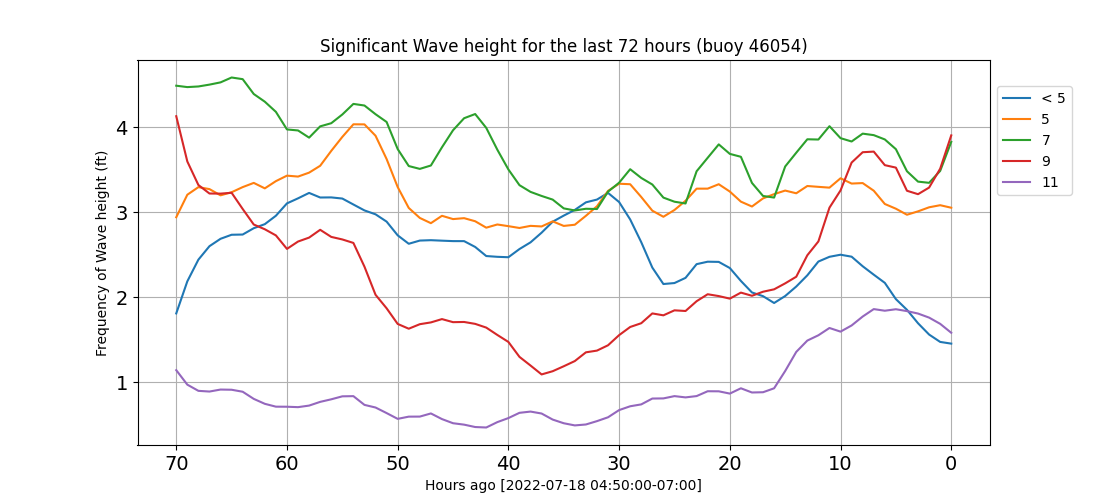 Significant Wave height for the last 72 hours (buoy 46054)
Frequency of Wave height (ft)
4
3
2
1
70 60 50 40 30 20 10 0
Hours ago [2022-07-18 04:50:00-07:00]
< 5
5
7
9
11